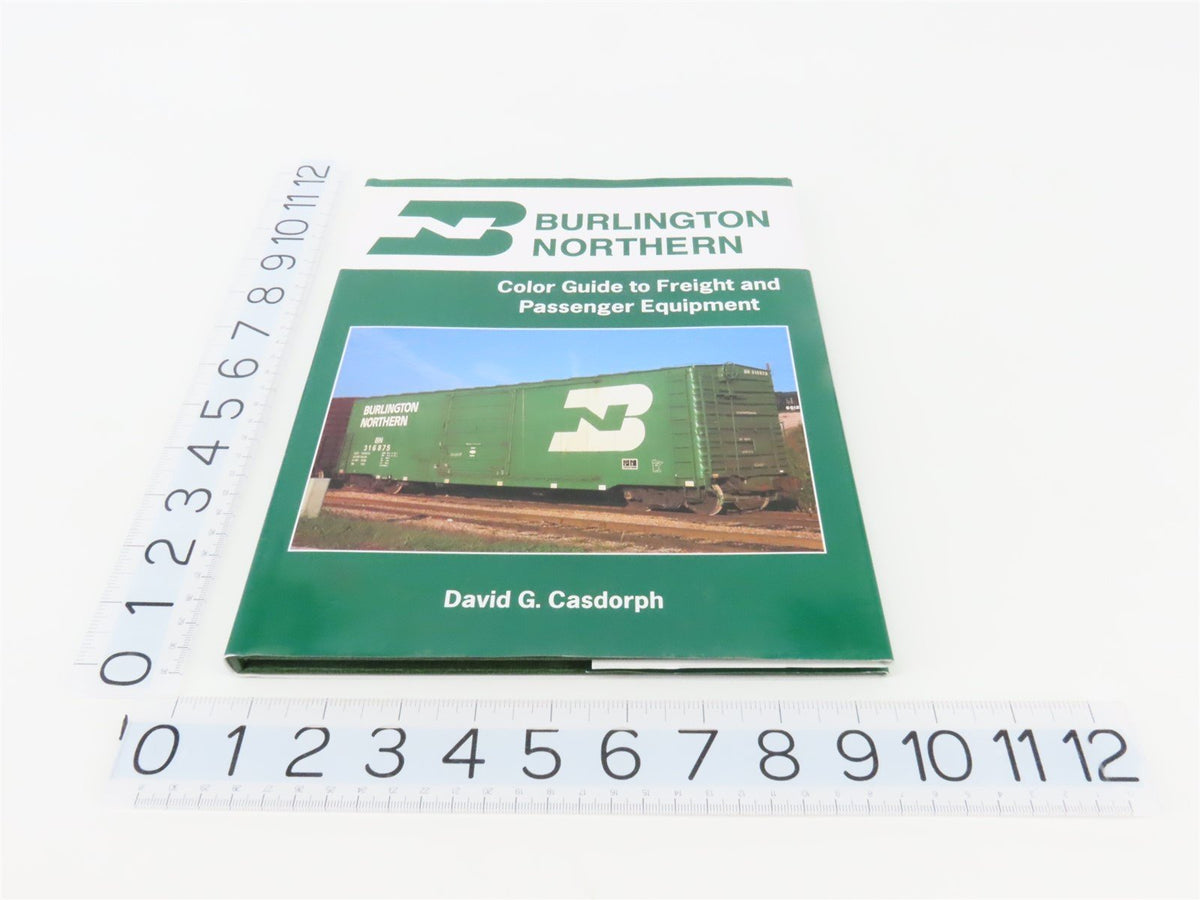 BURLINGTON
NORTHERN
Color Guide to Freight and
Passenger Equipment
BURLINGTON
NORTHERN
BN
316975
David G. Casdorph
12
11
10
9
8
7
6
5
4
3
2
1
0
0 1 2 3 4 5 6 7 8 9 10 11 12